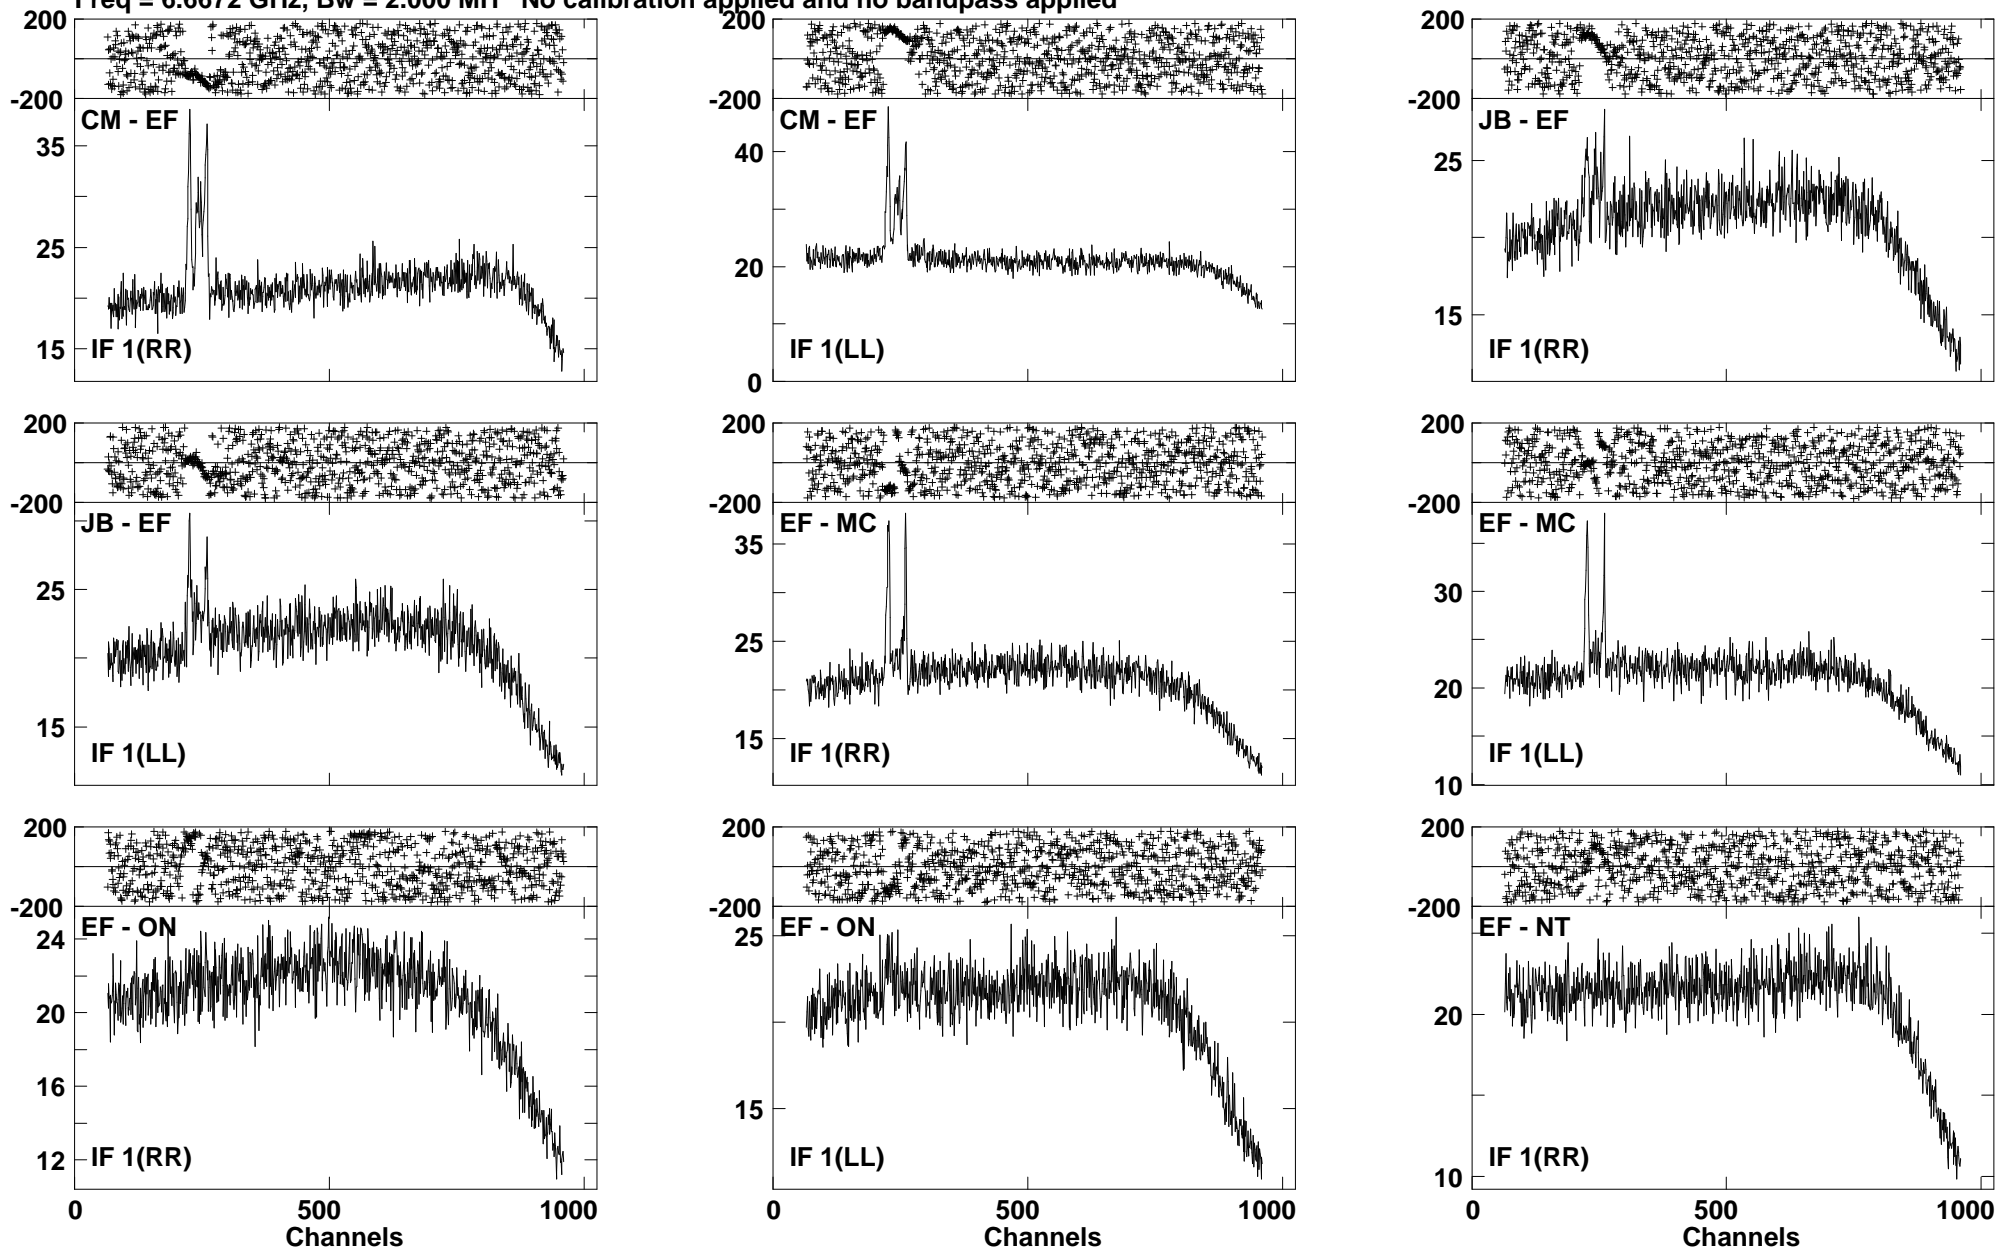 Freq = 6.6672 GHz, Bw = 2.000 MH No calibration applied and no bandpass applied
200
-200
CM - EF
35
25
15
IF 1(RR)
200
-200
CM - EF
40
20
0
IF 1(LL)
200
-200
JB - EF
25
15
IF 1(RR)
200
-200
JB - EF
25
15
IF 1(LL)
200
-200
EF - MC
35
25
15
IF 1(RR)
200
-200
EF - MC
30
20
10
IF 1(LL)
200
-200
EF - ON
24
20
16
12
IF 1(RR)
0 500 1000
Channels
200
-200
EF - ON
25
15
IF 1(LL)
0 500 1000
Channels
200
-200
EF - NT
20
10
IF 1(RR)
0 500 1000
Channels